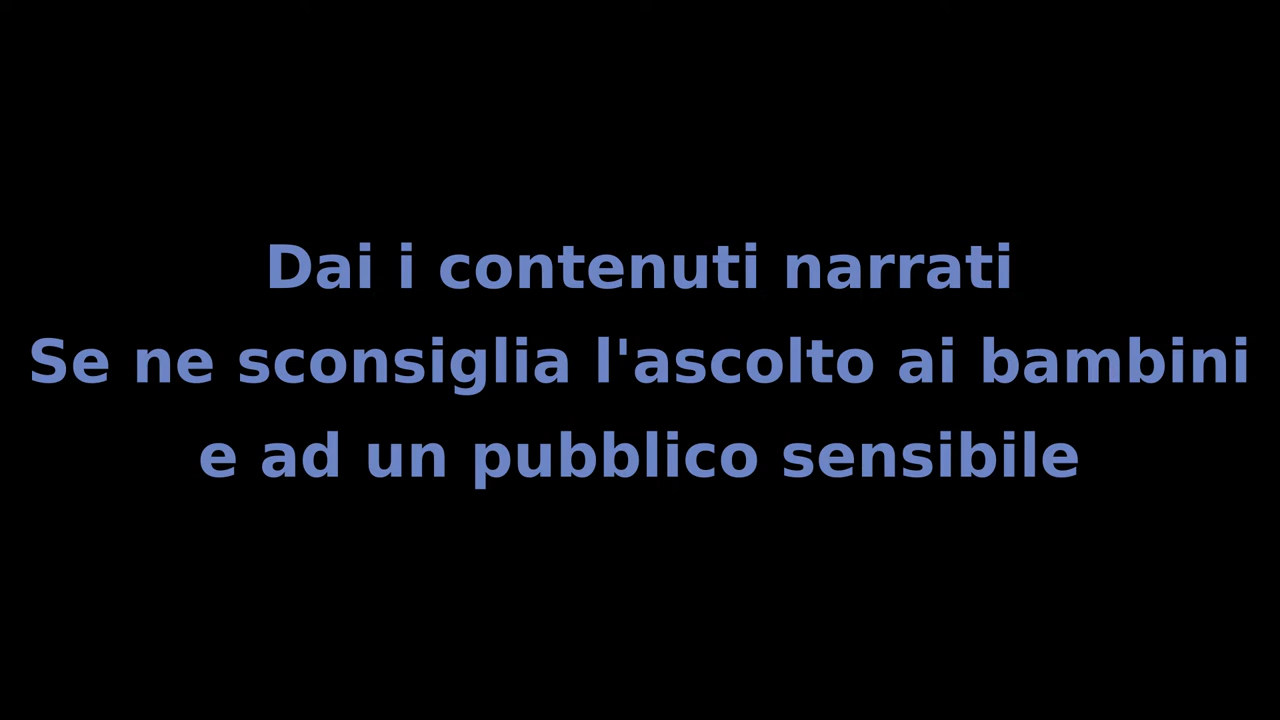 Dai i contenuti narrati
Se ne sconsiglia l'ascolto ai bambini
e ad un pubblico sensibile